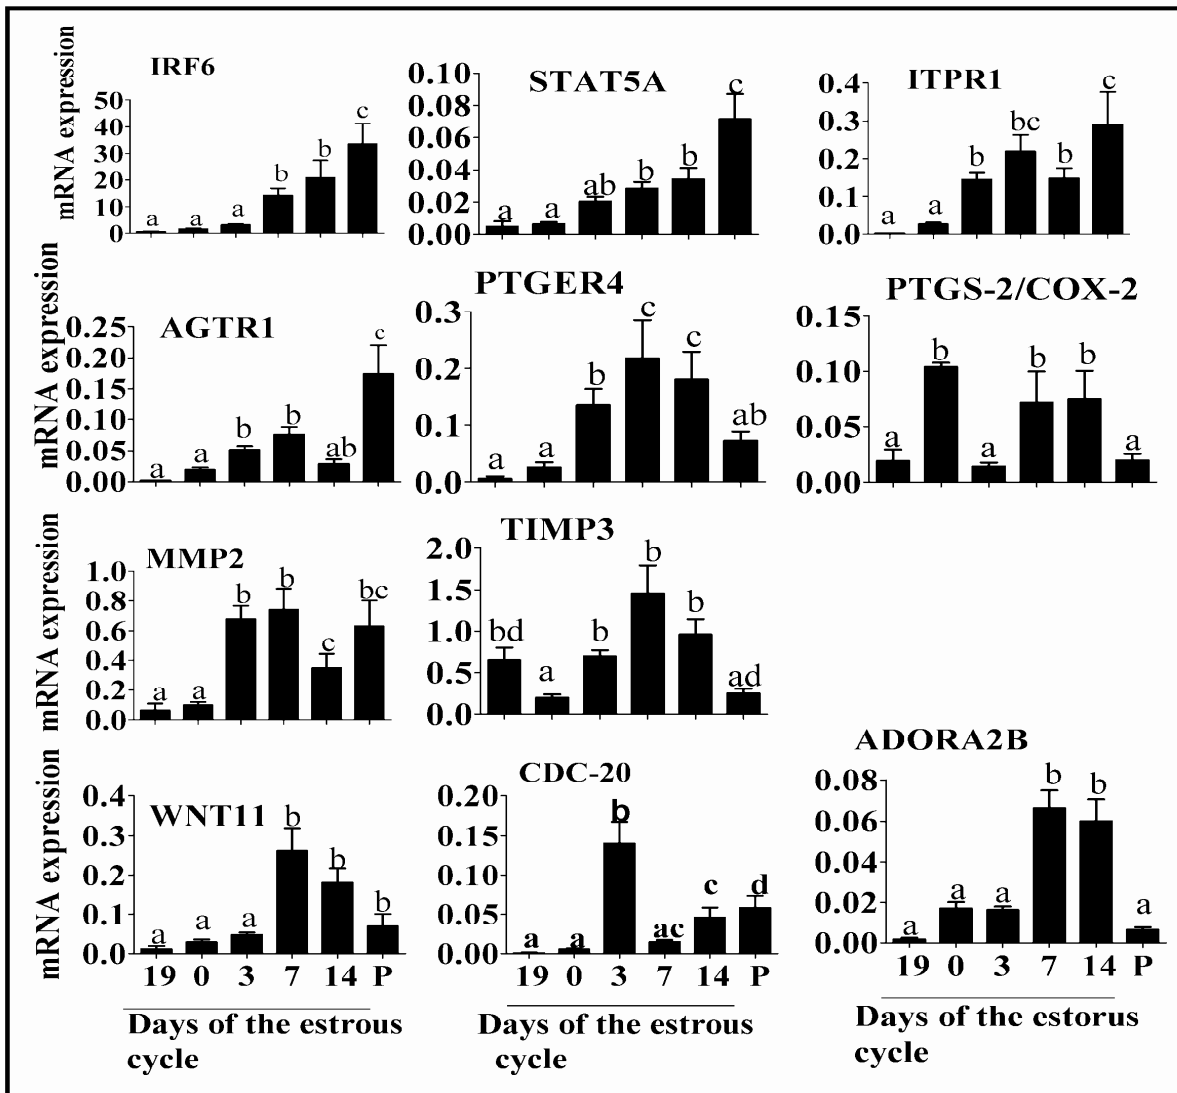 mRNA expression
IRF6
50
40
30
20
10
0
a a a b b c
STAT5A
0.10
0.08
0.06
0.04
0.02
0.00
a a ab b b c
ITPR1
0.4
0.3
0.2
0.1
0.0
a a b bc b c
mRNA expression
AGTR1
0.25
0.20
0.15
0.10
0.05
0.00
a a b b ab c
PTGER4
0.3
0.2
0.1
0.0
a a b c c ab
PTGS-2/COX-2
0.15
0.10
0.05
0.00
a b a b b a
mRNA expression
MMP2
1.0
0.8
0.6
0.4
0.2
0.0
a a b b c bc
TIMP3
2.0
1.5
1.0
0.5
0.0
bd a b b b ad
mRNA expression
WNT11
0.4
0.3
0.2
0.1
0.0
a a a b b b
19 0 3 7 14 P
Days of the estrous
cycle
CDC-20
0.20
0.15
0.10
0.05
0.00
a a b ac c d
19 0 3 7 14 P
Days of the estrous
cycle
ADORA2B
0.08
0.06
0.04
0.02
0.00
a a a b b a
19 0 3 7 14 P
Days of thc cstorus
cycle